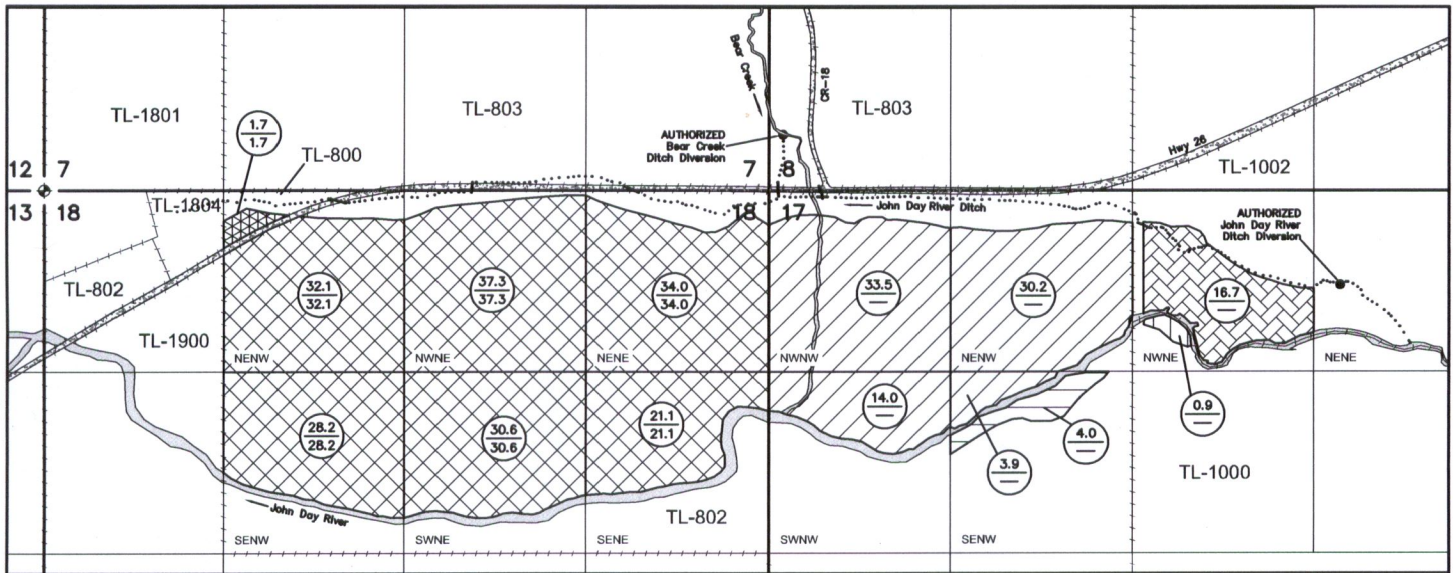 Bear Creek
CR-18
TL-1801
TL-803
TL-803
1.7
1.7
TL-800
AUTHORIZED
Bear Creek
Ditch Diversion
Hwy 26
TL-1002
12 7
7 8
13 18
18 17
TL-1804
John Day River Ditch
AUTHORIZED
John Day River
Ditch Diversion
TL-802
32.1
32.1
37.3
37.3
34.0
34.0
33.5
—
30.2
—
16.7
—
TL-1900
NENW
NWNE
NENE
NWNW
NENW
NWNE
NENE
28.2
28.2
30.6
30.6
21.1
21.1
14.0
—
0.9
—
4.0
—
3.9
—
TL-1000
John Day River
TL-802
SENW
SWNE
SENE
SWNW
SENW